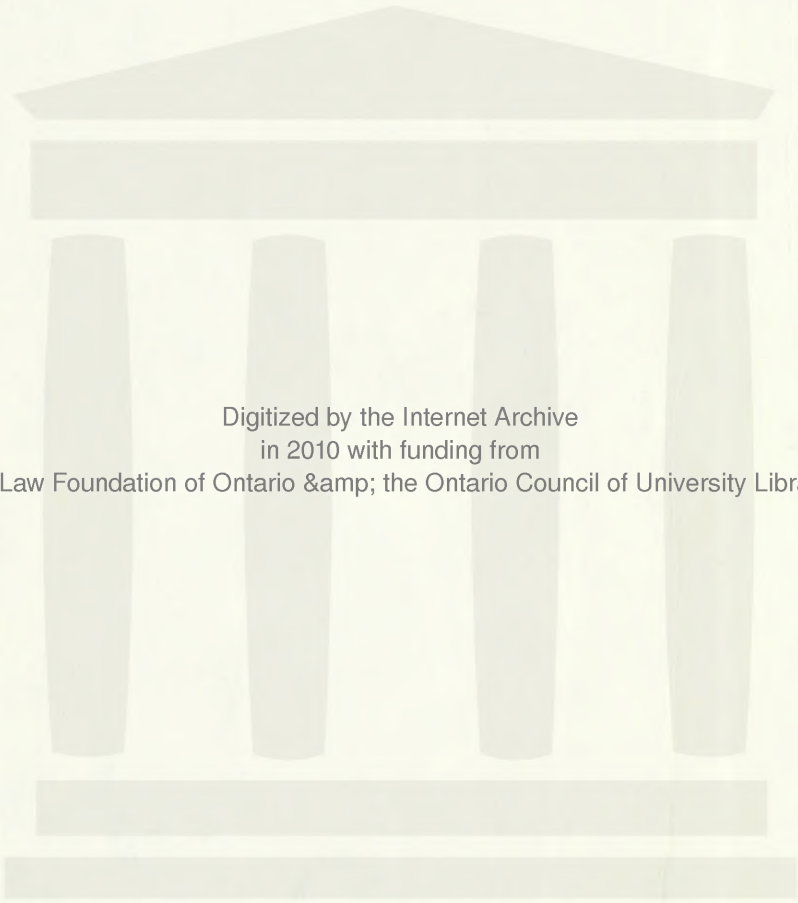 Digitized by the Internet Archive
in 2010 with funding from
Law Foundation of Ontario &amp; the Ontario Council of University